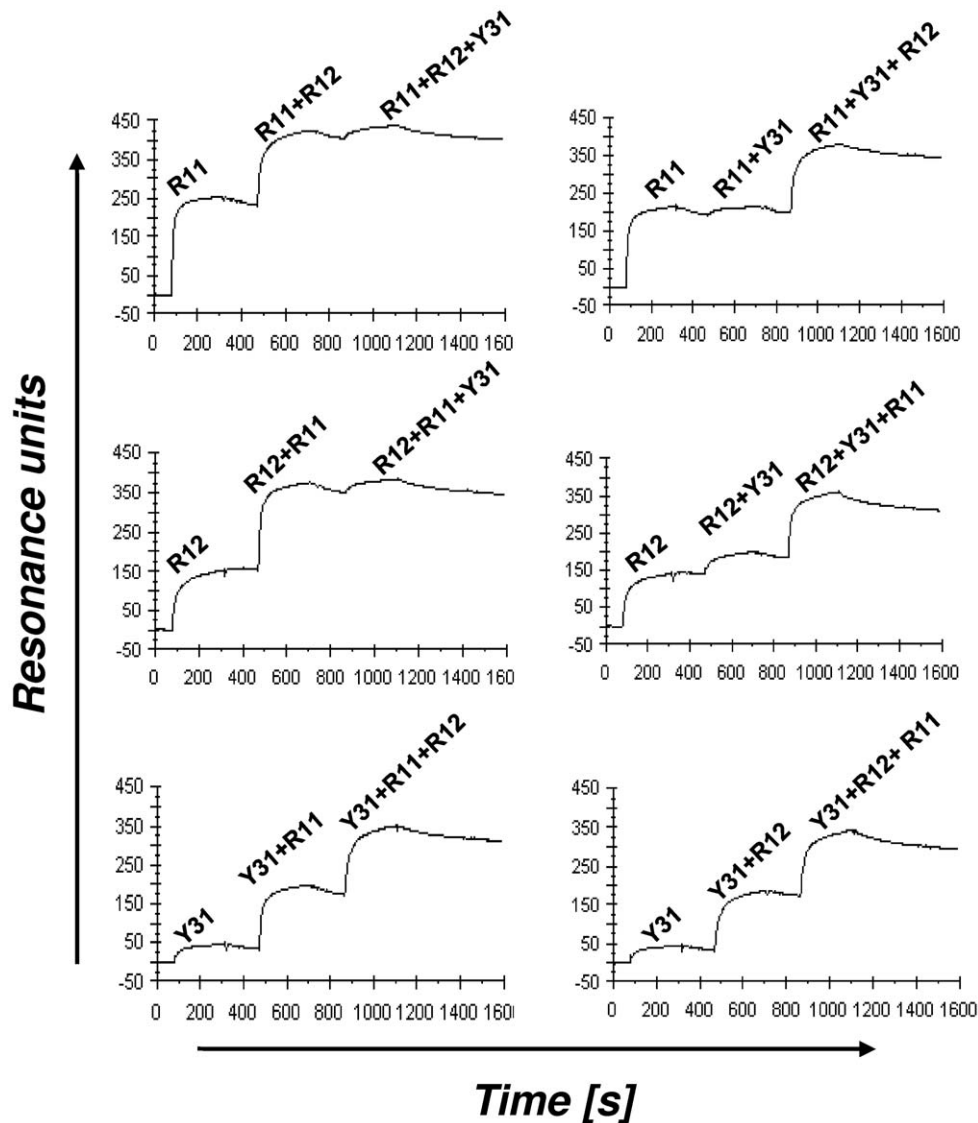 R11
R11+R12
R11+R12+Y31
450
350
250
150
50
-50
0 200 400 600 800 1000 1200 1400 1600
R11
R11+Y31
R11+Y31+ R12
450
350
250
150
50
-50
0 200 400 600 800 1000 1200 1400 1600
R12
R12+R11
R12+R11+Y31
450
350
250
150
50
-50
0 200 400 600 800 1000 1200 1400 160
R12
R12+Y31
R12+Y31+R11
450
350
250
150
50
-50
0 200 400 600 800 1000 1200 1400 1600
Y31
Y31+R11
Y31+R11+R12
450
350
250
150
50
-50
0 200 400 600 800 1000 1200 1400 160
Y31
Y31+R12
Y31+R12+ R11
450
350
250
150
50
-50
0 200 400 600 800 1000 1200 1400 1600
Resonance units
Time [s]